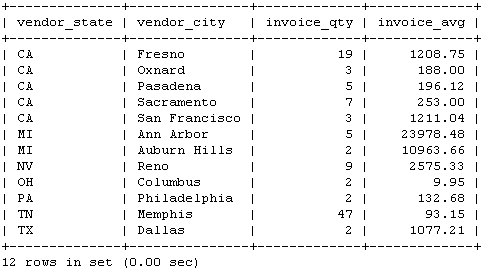 +--------------+---------------+-------------+-------------+
| vendor_state | vendor_city   | invoice_qty | invoice_avg |
+--------------+---------------+-------------+-------------+
| CA           | Fresno        |          19 |     1208.75 |
| CA           | Oxnard        |           3 |      188.00 |
| CA           | Pasadena      |           5 |      196.12 |
| CA           | Sacramento    |           7 |      253.00 |
| CA           | San Francisco |           3 |     1211.04 |
| MI           | Ann Arbor     |           5 |    23978.48 |
| MI           | Auburn Hills  |           2 |    10963.66 |
| NV           | Reno          |           9 |     2575.33 |
| OH           | Columbus      |           2 |        9.95 |
| PA           | Philadelphia  |           2 |      132.68 |
| TN           | Memphis       |          47 |       93.15 |
| TX           | Dallas        |           2 |     1077.21 |
+--------------+---------------+-------------+-------------+
12 rows in set (0.00 sec)